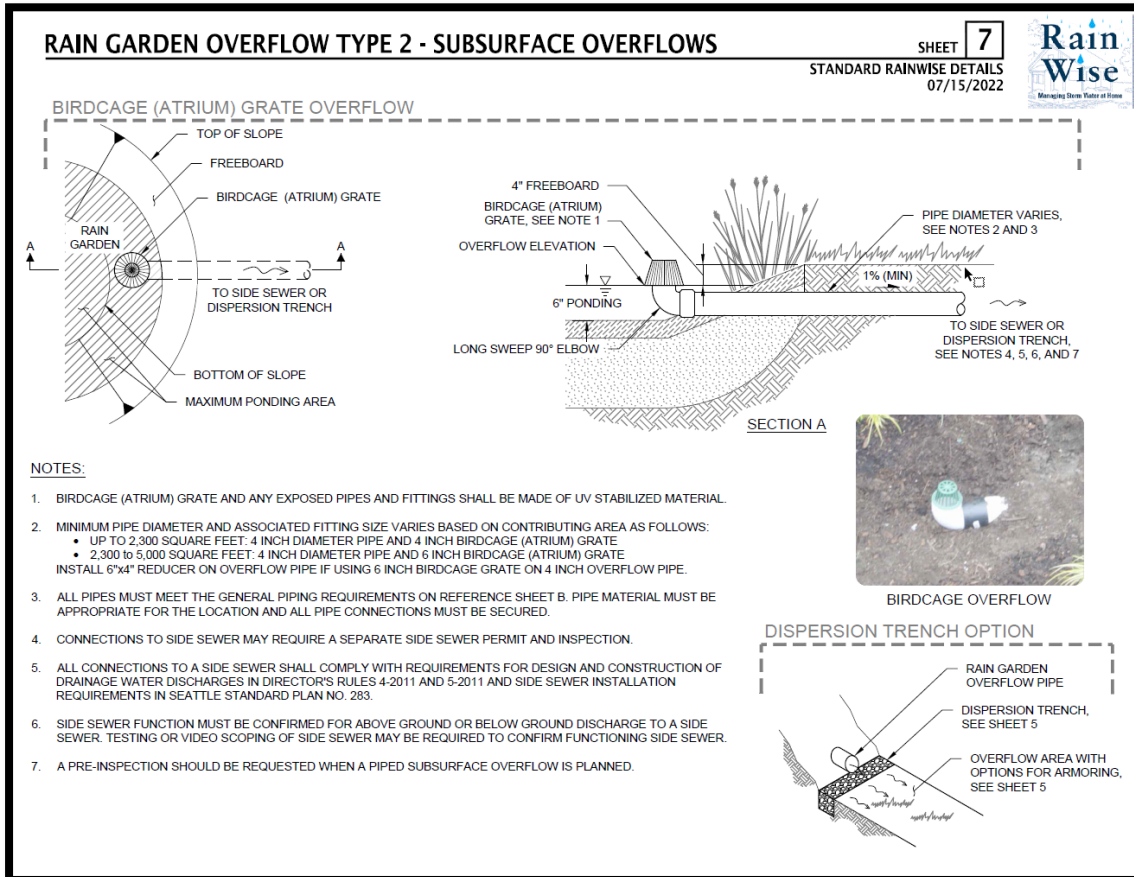 RAIN GARDEN OVERFLOW TYPE 2 - SUBSURFACE OVERFLOWS
SHEET 7
STANDARD RAINWISE DETAILS
07/15/2022
Rain
Wise
Managing Storm Water at Home
BIRDCAGE (ATRIUM) GRATE OVERFLOW
TOP OF SLOPE
FREEBOARD
BIRDCAGE (ATRIUM) GRATE
RAIN
GARDEN
A
A
TO SIDE SEWER OR
DISPERSION TRENCH
BOTTOM OF SLOPE
MAXIMUM PONDING AREA
4" FREEBOARD
BIRDCAGE (ATRIUM)
GRATE, SEE NOTE 1
OVERFLOW ELEVATION
6" PONDING
LONG SWEEP 90° ELBOW
PIPE DIAMETER VARIES,
SEE NOTES 2 AND 3
1% (MIN)
TO SIDE SEWER OR
DISPERSION TRENCH,
SEE NOTES 4, 5, 6, AND 7
SECTION A
NOTES:
1. BIRDCAGE (ATRIUM) GRATE AND ANY EXPOSED PIPES AND FITTINGS SHALL BE MADE OF UV STABILIZED MATERIAL.
2. MINIMUM PIPE DIAMETER AND ASSOCIATED FITTING SIZE VARIES BASED ON CONTRIBUTING AREA AS FOLLOWS:
• UP TO 2,300 SQUARE FEET: 4 INCH DIAMETER PIPE AND 4 INCH BIRDCAGE (ATRIUM) GRATE
• 2,300 to 5,000 SQUARE FEET: 4 INCH DIAMETER PIPE AND 6 INCH BIRDCAGE (ATRIUM) GRATE
INSTALL 6"x4" REDUCER ON OVERFLOW PIPE IF USING 6 INCH BIRDCAGE GRATE ON 4 INCH OVERFLOW PIPE.
3. ALL PIPES MUST MEET THE GENERAL PIPING REQUIREMENTS ON REFERENCE SHEET B. PIPE MATERIAL MUST BE
APPROPRIATE FOR THE LOCATION AND ALL PIPE CONNECTIONS MUST BE SECURED.
4. CONNECTIONS TO SIDE SEWER MAY REQUIRE A SEPARATE SIDE SEWER PERMIT AND INSPECTION.
5. ALL CONNECTIONS TO A SIDE SEWER SHALL COMPLY WITH REQUIREMENTS FOR DESIGN AND CONSTRUCTION OF
DRAINAGE WATER DISCHARGES IN DIRECTOR'S RULES 4-2011 AND 5-2011 AND SIDE SEWER INSTALLATION
REQUIREMENTS IN SEATTLE STANDARD PLAN NO. 283.
6. SIDE SEWER FUNCTION MUST BE CONFIRMED FOR ABOVE GROUND OR BELOW GROUND DISCHARGE TO A SIDE
SEWER. TESTING OR VIDEO SCOPING OF SIDE SEWER MAY BE REQUIRED TO CONFIRM FUNCTIONING SIDE SEWER.
7. A PRE-INSPECTION SHOULD BE REQUESTED WHEN A PIPED SUBSURFACE OVERFLOW IS PLANNED.
BIRDCAGE OVERFLOW
DISPERSION TRENCH OPTION
RAIN GARDEN
OVERFLOW PIPE
DISPERSION TRENCH,
SEE SHEET 5
OVERFLOW AREA WITH
OPTIONS FOR ARMORING,
SEE SHEET 5